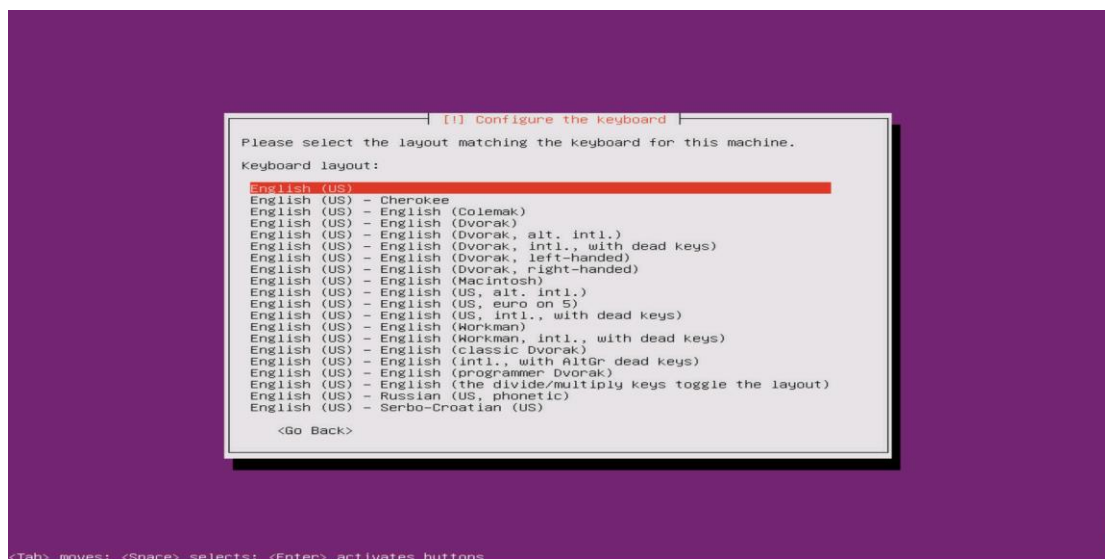 [!] Configure the keyboard
Please select the layout matching the keyboard for this machine.
Keyboard layout:
English (US)
English (US) - Cherokee
English (US) - English (Colemak)
English (US) - English (Dvorak)
English (US) - English (Dvorak, alt. intl.)
English (US) - English (Dvorak, intl., with dead keys)
English (US) - English (Dvorak, left-handed)
English (US) - English (Dvorak, right-handed)
English (US) - English (Macintosh)
English (US) - English (US, alt. intl.)
English (US) - English (US, euro on 5)
English (US) - English (US, intl., with dead keys)
English (US) - English (Workman)
English (US) - English (Workman, intl., with dead keys)
English (US) - English (classic Dvorak)
English (US) - English (intl., with AltGr dead keys)
English (US) - English (programmer Dvorak)
English (US) - English (the divide/multiply keys toggle the layout)
English (US) - Russian (US, phonetic)
English (US) - Serbo-Croatian (US)
<Go Back>
<Tab> moves; <Space> selects; <Enter> activates buttons